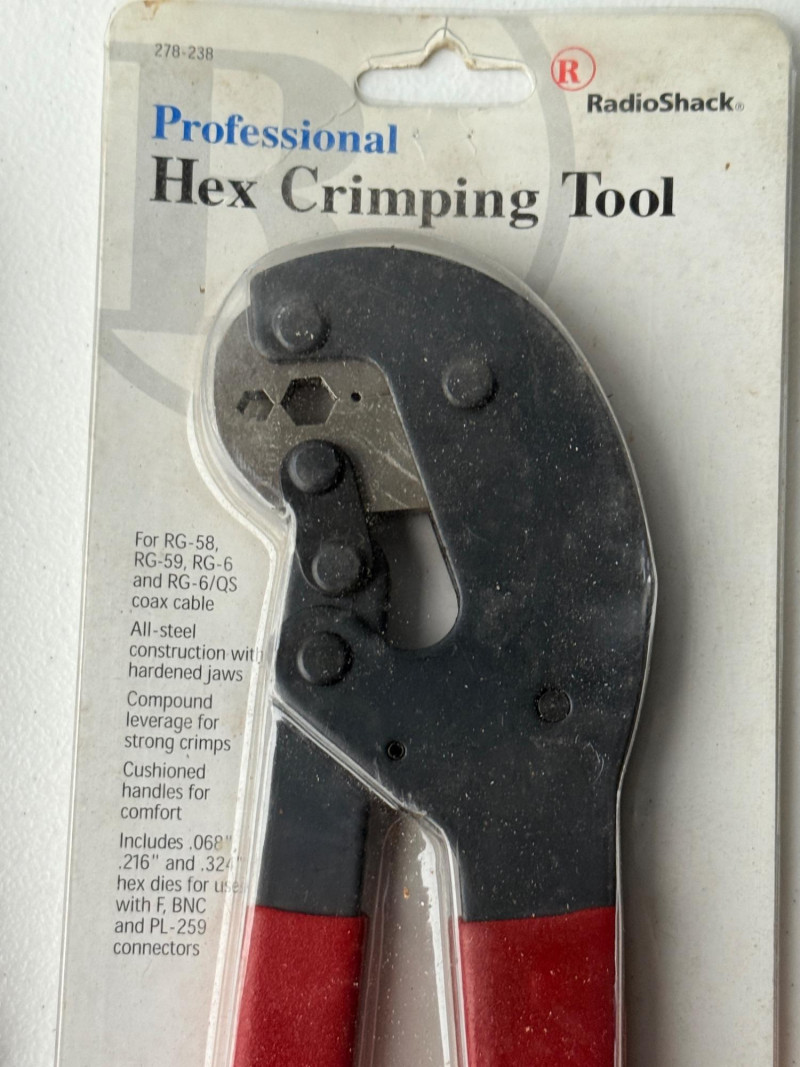 278-238
R
RadioShack®
Professional
Hex Crimping Tool
For RG-58,
RG-59, RG-6
and RG-6/QS
coax cable
All-steel
construction with
hardened jaws
Compound
leverage for
strong crimps
Cushioned
handles for
comfort
Includes .068",
.216" and .324"
hex dies for use
with F, BNC
and PL-259
connectors